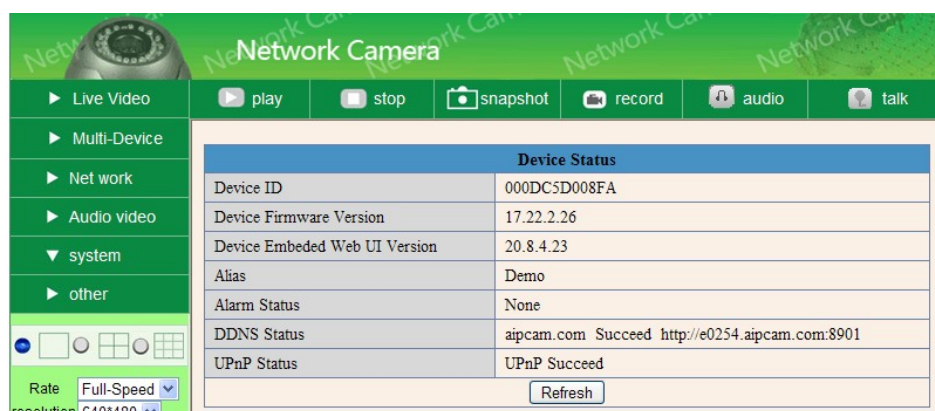 Network Camera
Live Video
play
stop
snapshot
record
audio
talk
Multi-Device
Net work
Audio video
system
other
Device Status
Device ID 000DC5D008FA
Device Firmware Version 17.22.2.26
Device Embeded Web UI Version 20.8.4.23
Alias Demo
Alarm Status None
DDNS Status aipcam.com Succeed http://e0254.aipcam.com:8901
UPnP Status UPnP Succeed
Refresh
Rate Full-Speed
resolution 640*480